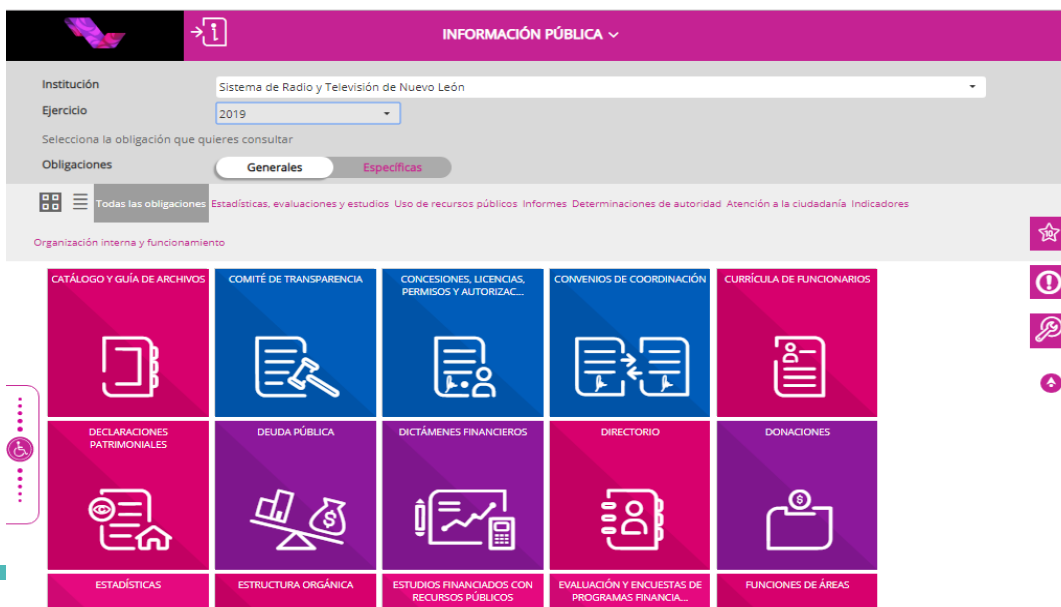 INFORMACIÓN PÚBLICA
Institución
Sistema de Radio y Televisión de Nuevo León
Ejercicio
2019
Selecciona la obligación que quieres consultar
Obligaciones
Generales
Específicas
Todas las obligaciones Estadísticas, evaluaciones y estudios Uso de recursos públicos Informes Determinaciones de autoridad Atención a la ciudadanía Indicadores
Organización interna y funcionamiento
CATÁLOGO Y GUÍA DE ARCHIVOS
COMITÉ DE TRANSPARENCIA
CONCESIONES, LICENCIAS,
PERMISOS Y AUTORIZAC...
CONVENIOS DE COORDINACIÓN
CURRÍCULA DE FUNCIONARIOS
DECLARACIONES
PATRIMONIALES
DEUDA PÚBLICA
DICTÁMENES FINANCIEROS
DIRECTORIO
DONACIONES
ESTADÍSTICAS
ESTRUCTURA ORGÁNICA
ESTUDIOS FINANCIADOS CON
RECURSOS PÚBLICOS
EVALUACIÓN Y ENCUESTAS DE
PROGRAMAS FINANCIA...
FUNCIONES DE ÁREAS